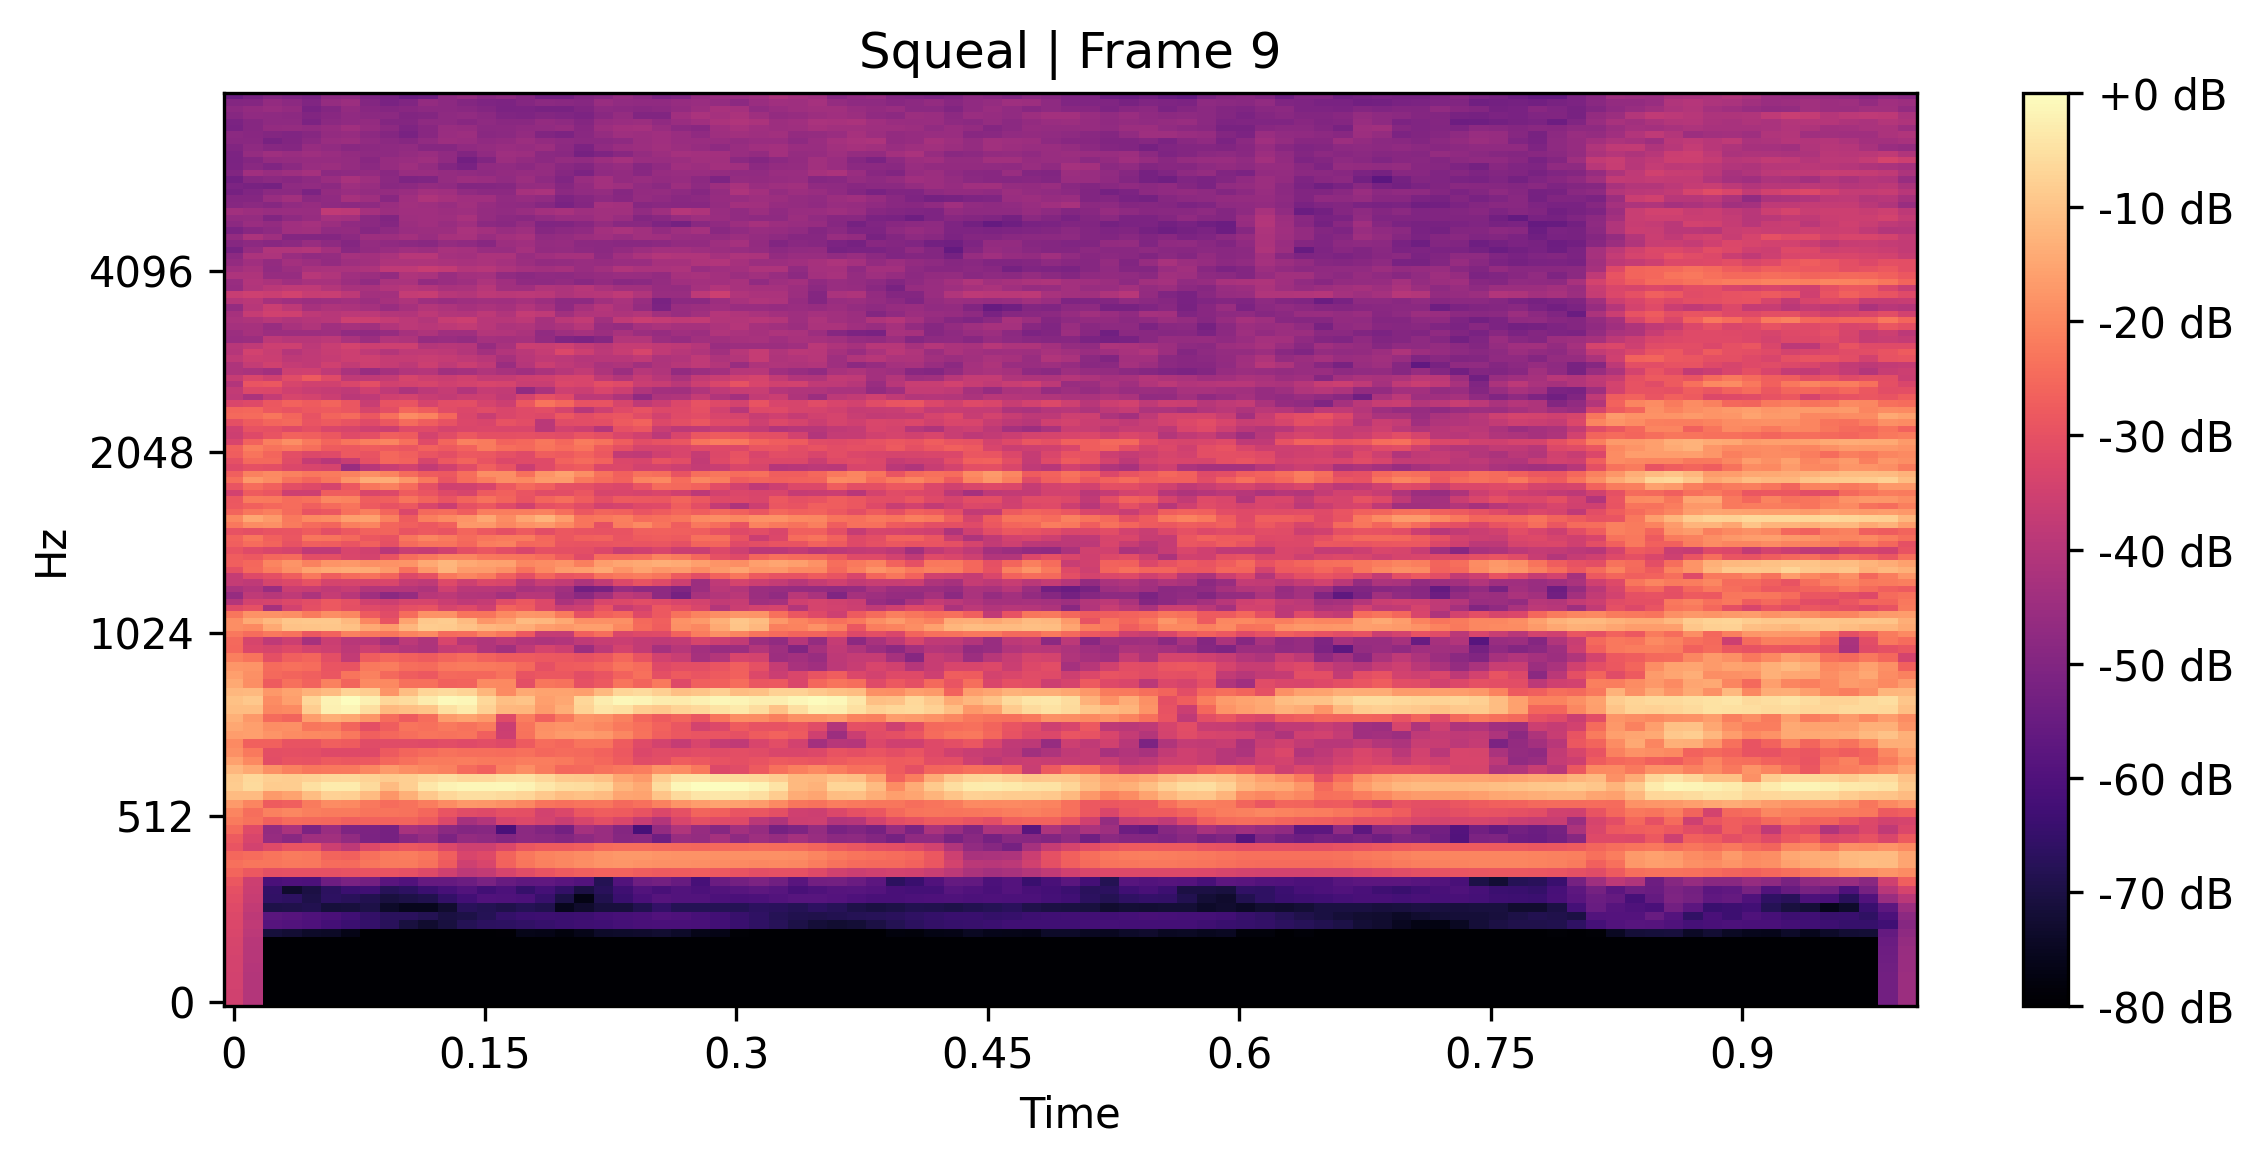 Squeal | Frame 9
+0 dB
-10 dB
-20 dB
-30 dB
-40 dB
-50 dB
-60 dB
-70 dB
-80 dB
Hz
4096
2048
1024
512
0
0 0.15 0.3 0.45 0.6 0.75 0.9
Time